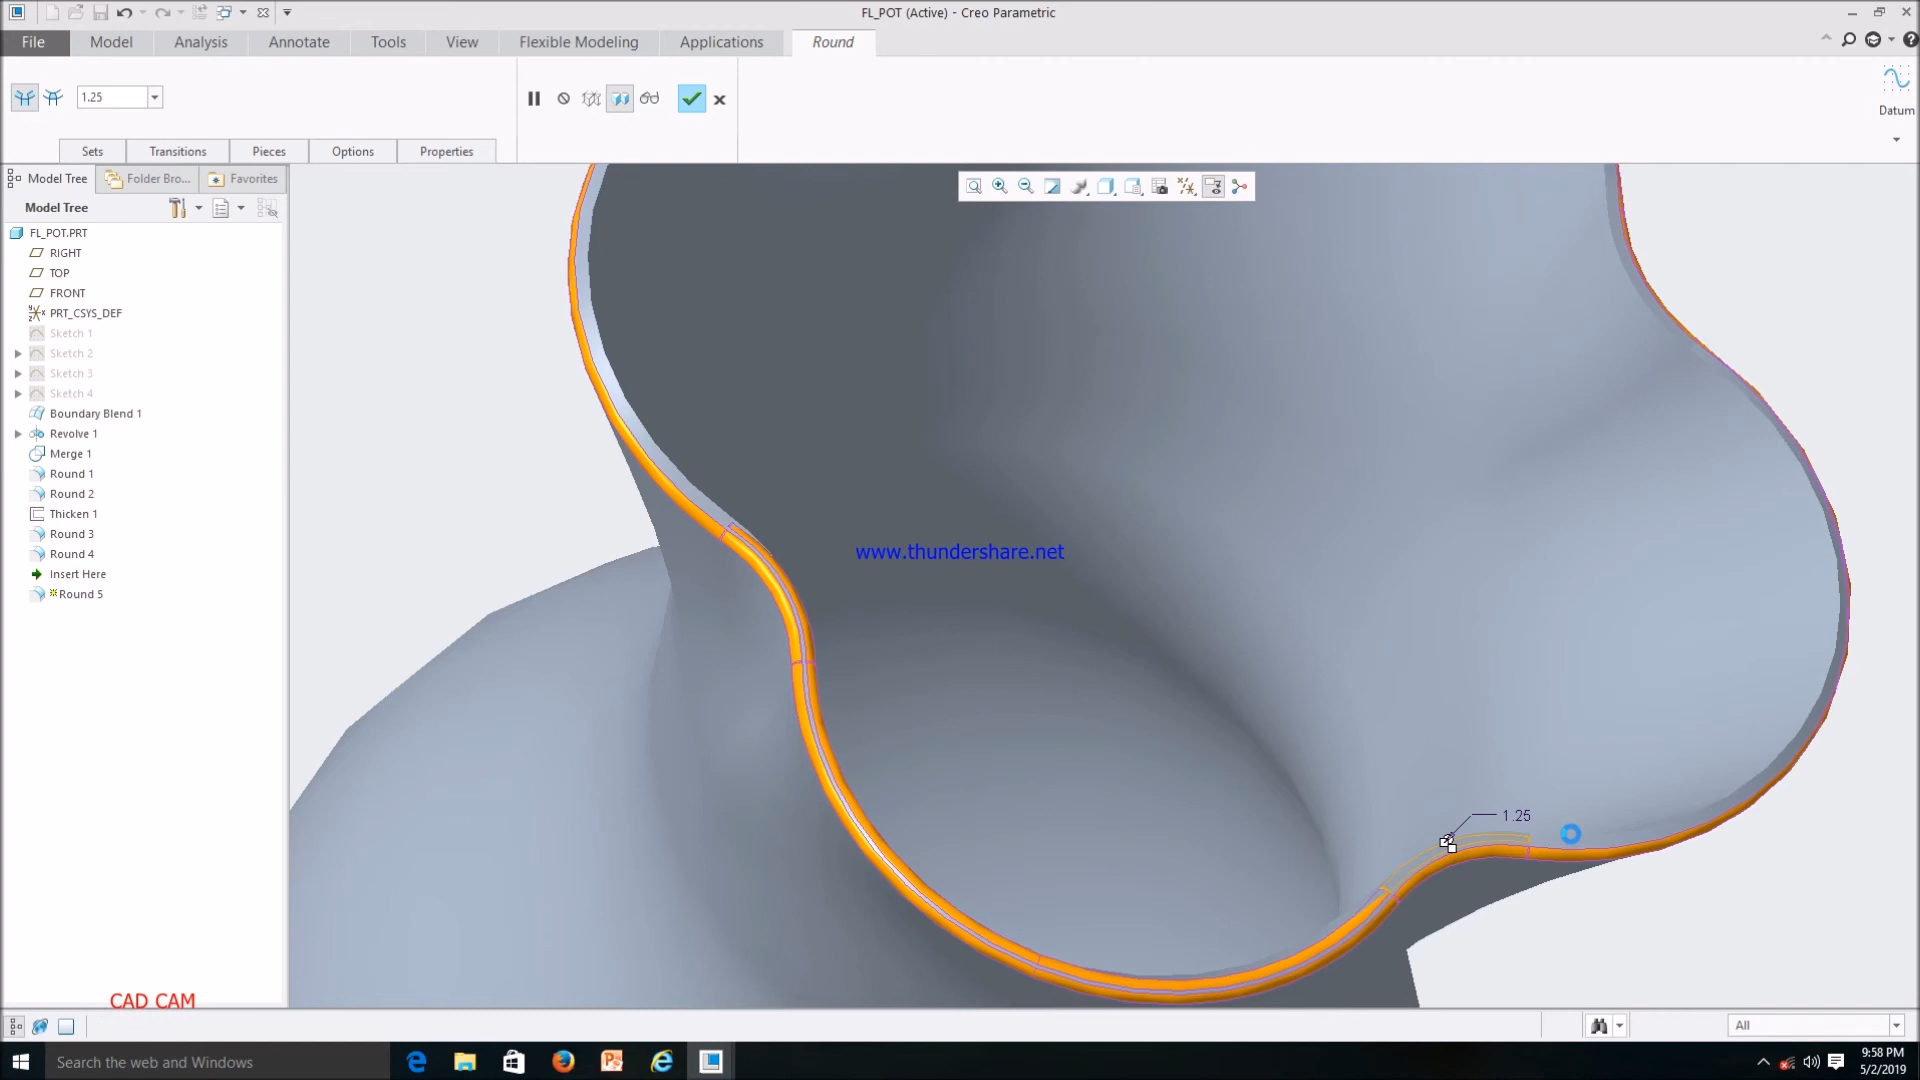 FL_POT (Active) - Creo Parametric
File Model Analysis Annotate Tools View Flexible Modeling Applications Round
1.25
Datum
Sets Transitions Pieces Options Properties
Model Tree Folder Bro... Favorites
Model Tree
FL_POT.PRT
RIGHT
TOP
FRONT
PRT_CSYS_DEF
Sketch 1
Sketch 2
Sketch 3
Sketch 4
Boundary Blend 1
Revolve 1
Merge 1
Round 1
Round 2
Thicken 1
Round 3
Round 4
Insert Here
Round 5
www.thundershare.net
1.25
CAD CAM
All
Search the web and Windows
9:58 PM
5/2/2019